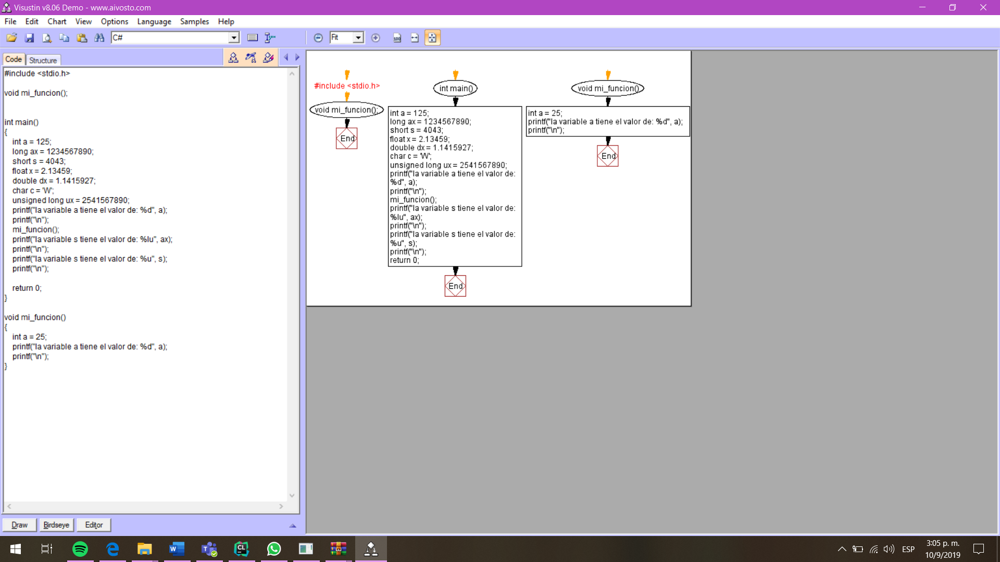 Visustin v8.06 Demo - www.aivosto.com
File Edit Chart View Options Language Samples Help
C#
Fit
100
Code Structure
#include <stdio.h>
void mi_funcion();
int main()
{
int a = 125;
long ax = 1234567890;
short s = 4043;
float x = 2.13459;
double dx = 1.1415927;
char c = 'W';
unsigned long ux = 2541567890;
printf("la variable a tiene el valor de: %d", a);
printf("\n");
mi_funcion();
printf("la variable s tiene el valor de: %lu", ax);
printf("\n");
printf("la variable s tiene el valor de: %u", s);
printf("\n");
return 0;
}
void mi_funcion()
{
int a = 25;
printf("la variable a tiene el valor de: %d", a);
printf("\n");
}
#include <stdio.h>
void mi_funcion();
End
int main()
int a = 125;
long ax = 1234567890;
short s = 4043;
float x = 2.13459;
double dx = 1.1415927;
char c = 'W';
unsigned long ux = 2541567890;
printf("la variable a tiene el valor de:
%d", a);
printf("\n");
mi_funcion();
printf("la variable s tiene el valor de:
%lu", ax);
printf("\n");
printf("la variable s tiene el valor de:
%u", s);
printf("\n");
return 0;
End
void mi_funcion()
int a = 25;
printf("la variable a tiene el valor de: %d", a);
printf("\n");
End
Draw Birdseye Editor
ESP
3:05 p. m.
10/9/2019